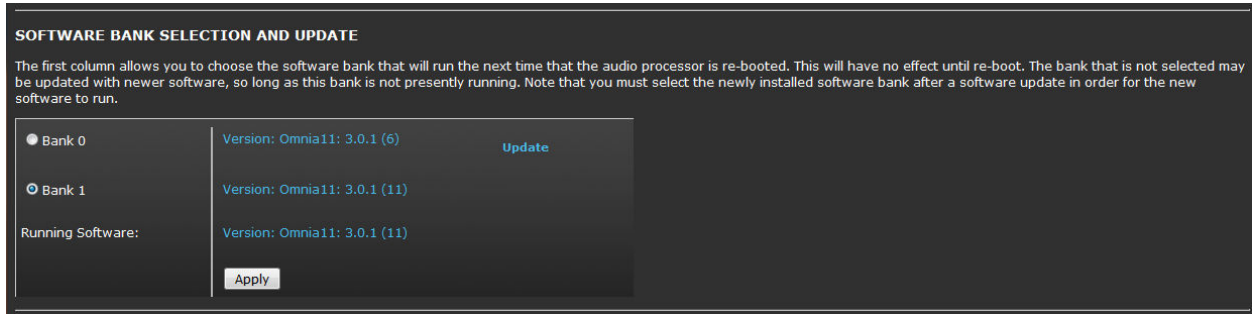 SOFTWARE BANK SELECTION AND UPDATE
The first column allows you to choose the software bank that will run the next time that the audio processor is re-booted. This will have no effect until re-boot. The bank that is not selected may
be updated with newer software, so long as this bank is not presently running. Note that you must select the newly installed software bank after a software update in order for the new
software to run.
Bank 0 Version: Omnia11: 3.0.1 (6) Update
Bank 1 Version: Omnia11: 3.0.1 (11)
Running Software: Version: Omnia11: 3.0.1 (11)
Apply